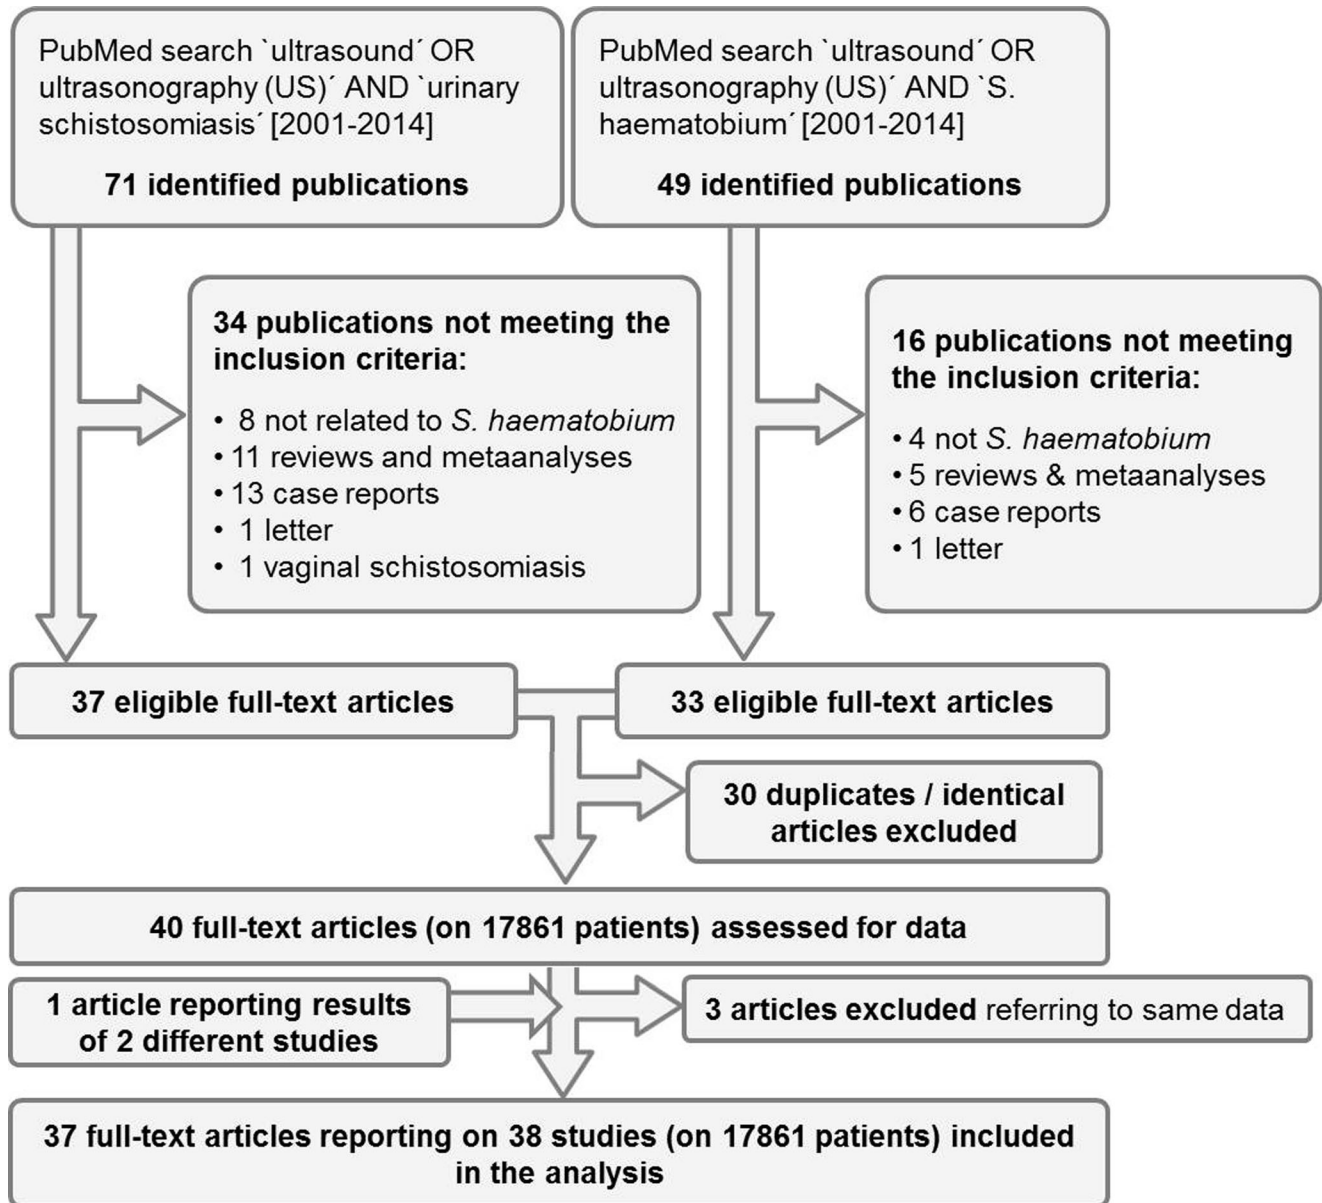 PubMed search `ultrasound´ OR
ultrasonography (US)´ AND `urinary
schistosomiasis´ [2001-2014]
71 identified publications
PubMed search `ultrasound´ OR
ultrasonography (US)´ AND `S.
haematobium´ [2001-2014]
49 identified publications
34 publications not meeting the
inclusion criteria:
• 8 not related to S. haematobium
• 11 reviews and metaanalyses
• 13 case reports
• 1 letter
• 1 vaginal schistosomiasis
16 publications not meeting
the inclusion criteria:
• 4 not S. haematobium
• 5 reviews & metaanalyses
• 6 case reports
• 1 letter
37 eligible full-text articles
33 eligible full-text articles
30 duplicates / identical
articles excluded
40 full-text articles (on 17861 patients) assessed for data
1 article reporting results
of 2 different studies
3 articles excluded referring to same data
37 full-text articles reporting on 38 studies (on 17861 patients) included
in the analysis